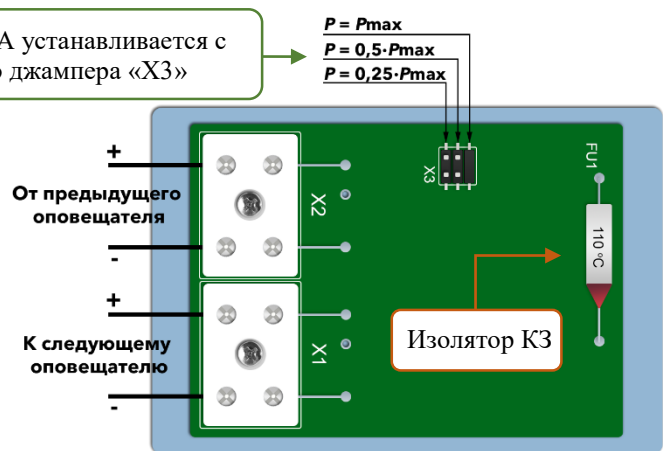 А устанавливается с
джампера «X3»
P = Pmax
P = 0,5·Pmax
P = 0,25·Pmax
+
От предыдущего
оповещателя
-
+
К следующему
оповещателю
-
X2
X1
X3
FU1
110 °C
Изолятор КЗ